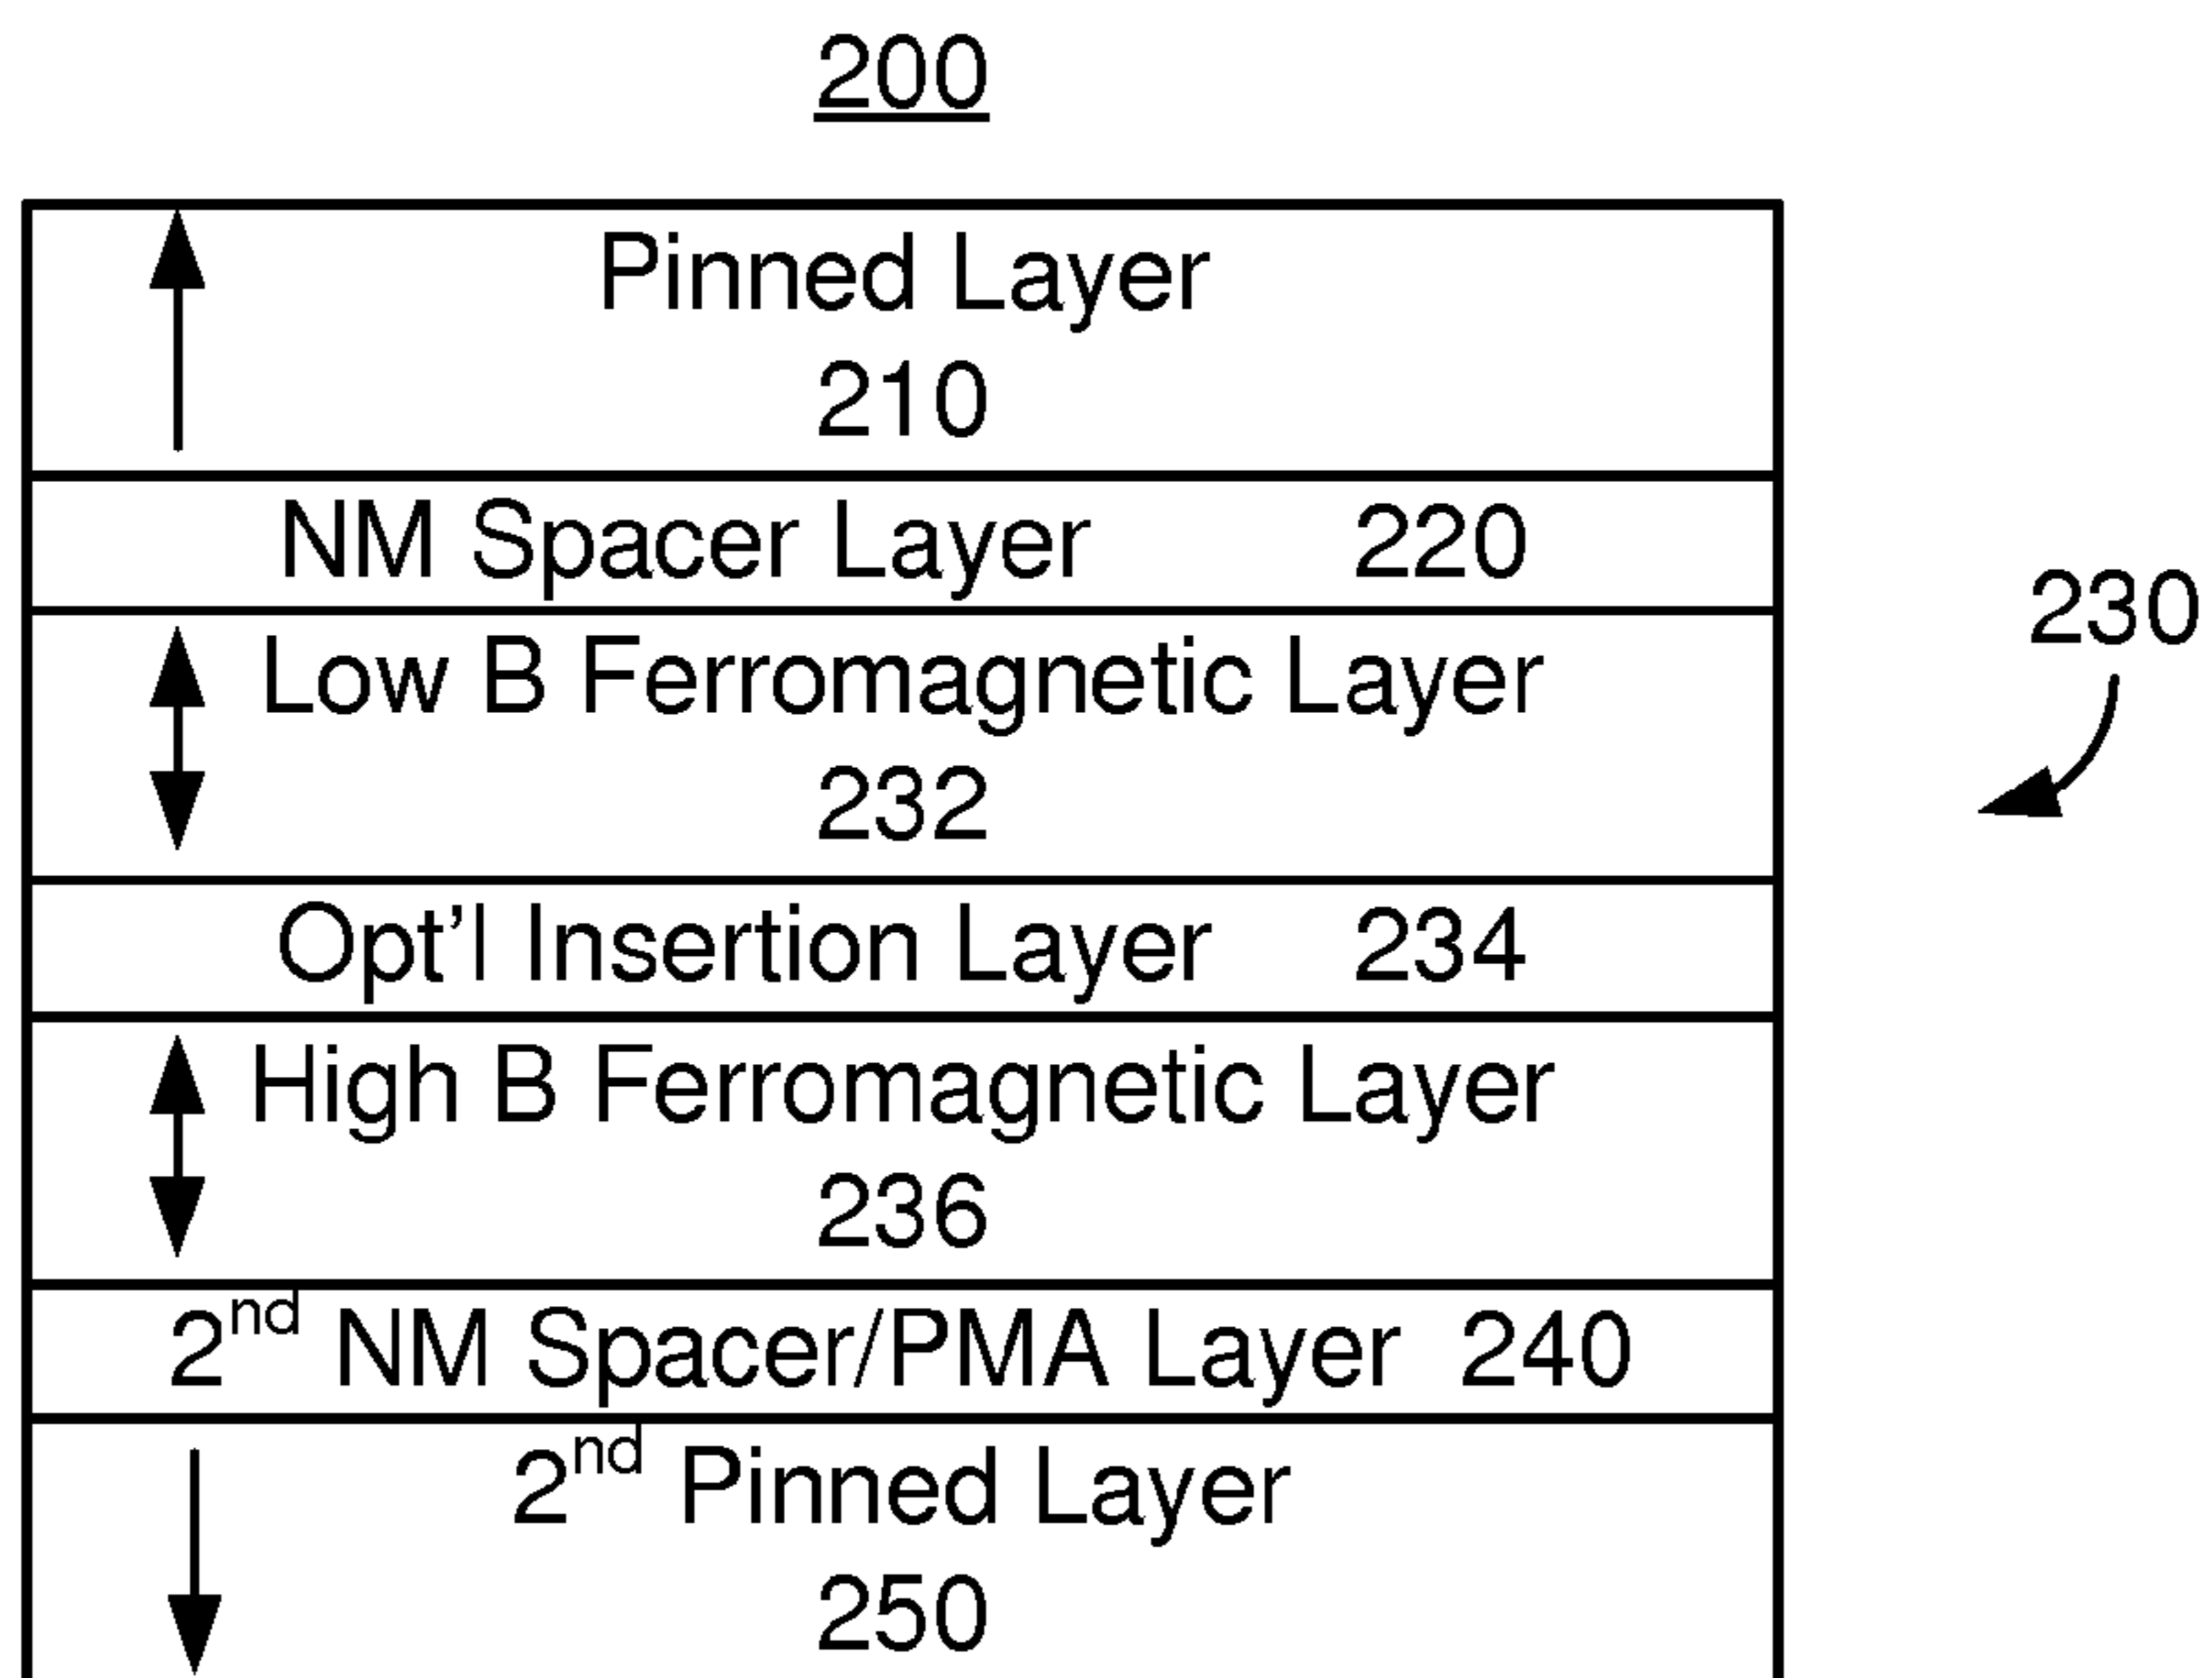 200
Pinned Layer
210
NM Spacer Layer 220
230
Low B Ferromagnetic Layer
232
Opt'l Insertion Layer 234
High B Ferromagnetic Layer
236
2nd NM Spacer/PMA Layer 240
2nd Pinned Layer
250